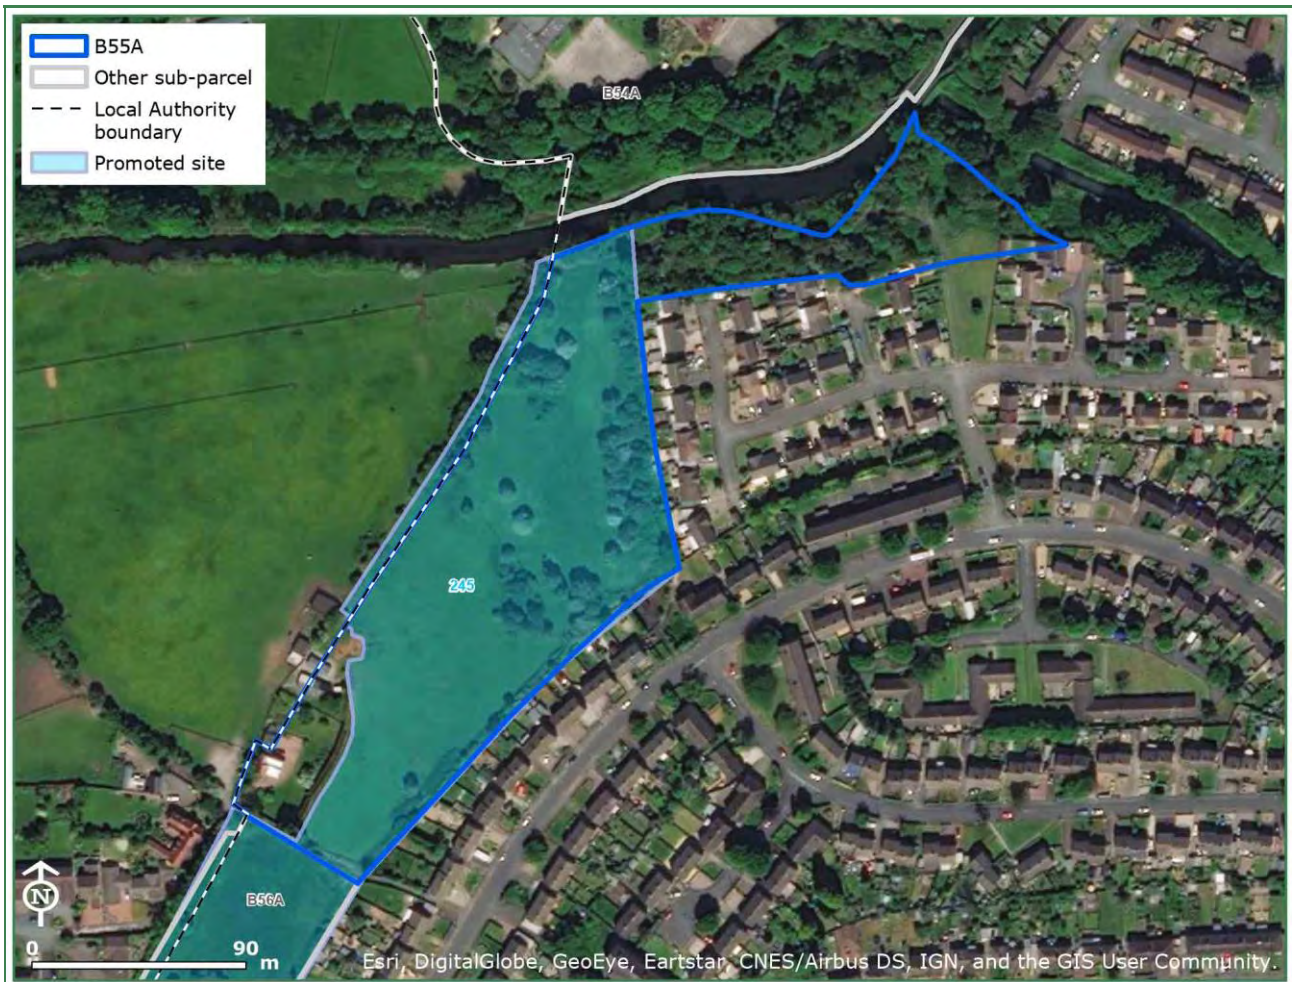 B55A
Other sub-parcel
Local Authority
boundary
Promoted site
B54A
245
B56A
N
0 90
m
Esri, DigitalGlobe, GeoEye, Eartstar, CNES/Airbus DS, IGN, and the GIS User Community.